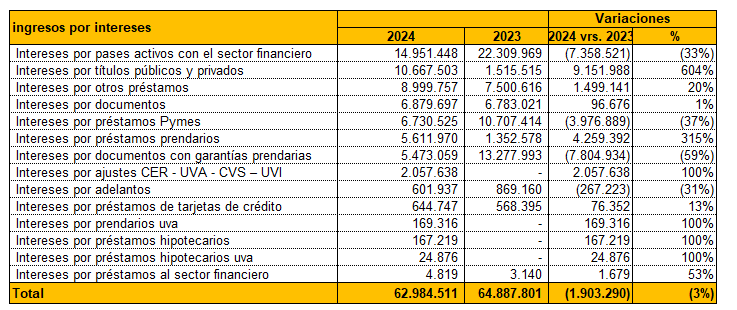 ingresos por intereses Variaciones
2024 2023 2024 vrs. 2023 %
Intereses por pases activos con el sector financiero 14.951.448 22.309.969 (7.358.521) (33%)
Intereses por títulos públicos y privados 10.667.503 1.515.515 9.151.988 604%
Intereses por otros préstamos 8.999.757 7.500.616 1.499.141 20%
Intereses por documentos 6.879.697 6.783.021 96.676 1%
Intereses por préstamos Pymes 6.730.525 10.707.414 (3.976.889) (37%)
Intereses por préstamos prendarios 5.611.970 1.352.578 4.259.392 315%
Intereses por documentos con garantías prendarias 5.473.059 13.277.993 (7.804.934) (59%)
Intereses por ajustes CER - UVA - CVS – UVI 2.057.638 - 2.057.638 100%
Intereses por adelantos 601.937 869.160 (267.223) (31%)
Intereses por préstamos de tarjetas de crédito 644.747 568.395 76.352 13%
Intereses por prendarios uva 169.316 - 169.316 100%
Intereses por préstamos hipotecarios 167.219 - 167.219 100%
Intereses por préstamos hipotecarios uva 24.876 - 24.876 100%
Intereses por préstamos al sector financiero 4.819 3.140 1.679 53%
Total 62.984.511 64.887.801 (1.903.290) (3%)